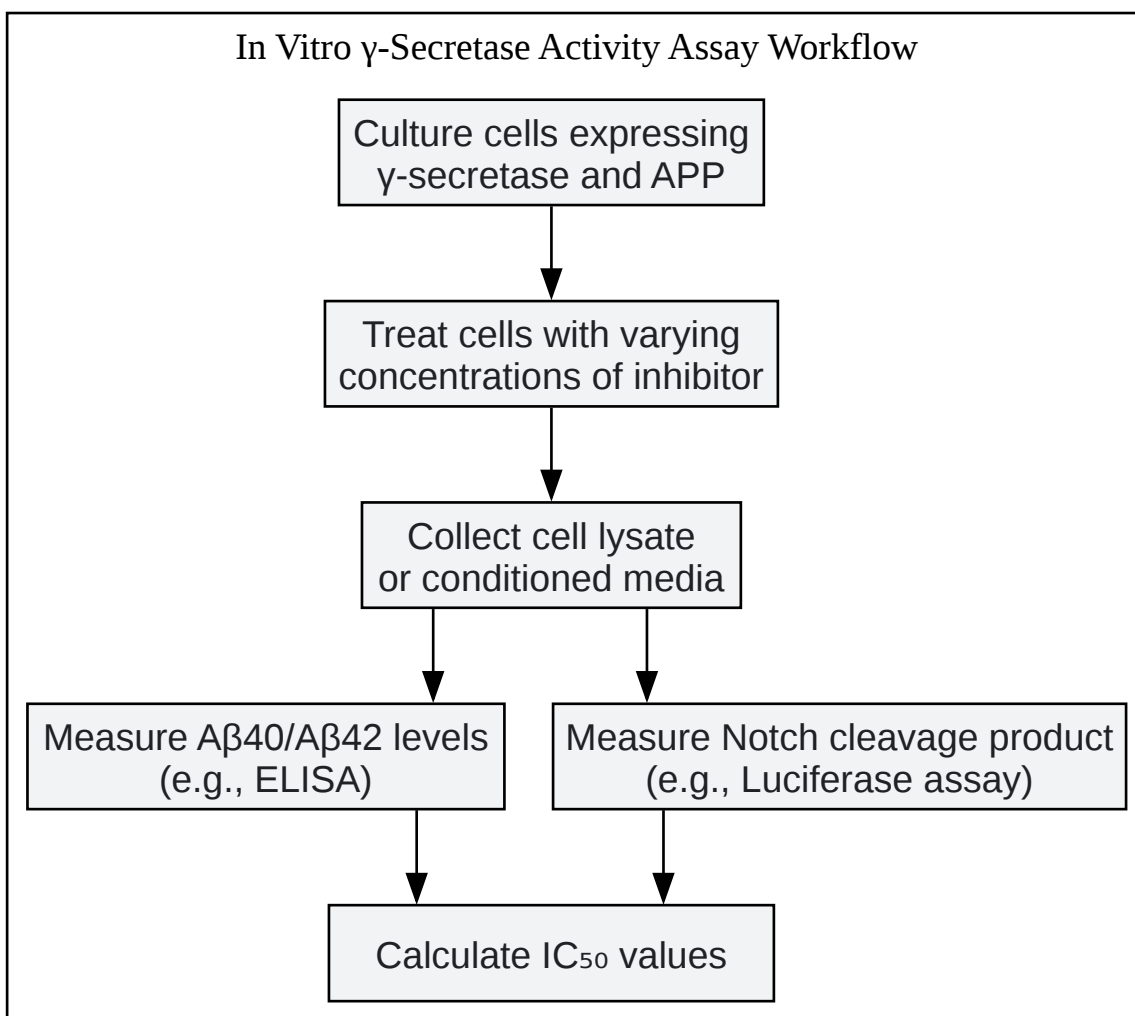 In Vitro γ-Secretase Activity Assay Workflow
Culture cells expressing
γ-secretase and APP
Treat cells with varying
concentrations of inhibitor
Collect cell lysate
or conditioned media
Measure Aβ40/Aβ42 levels
(e.g., ELISA)
Measure Notch cleavage product
(e.g., Luciferase assay)
Calculate IC₅₀ values